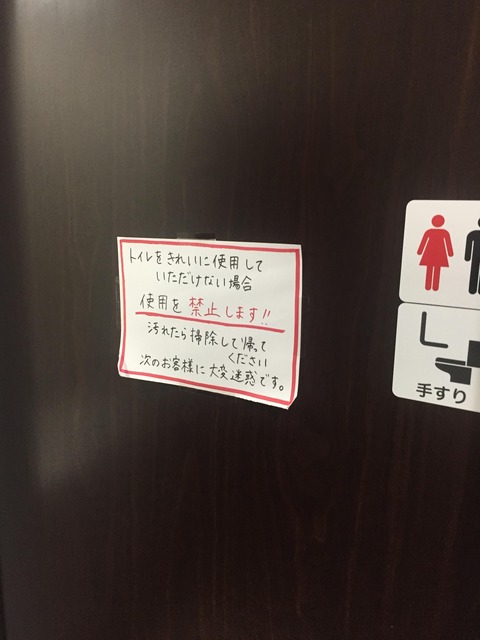 トイレをきれいに使用して
いただけない場合
使用を禁止します!!
汚れたら掃除して帰って
ください
次のお客様に大変迷惑です。
手すり